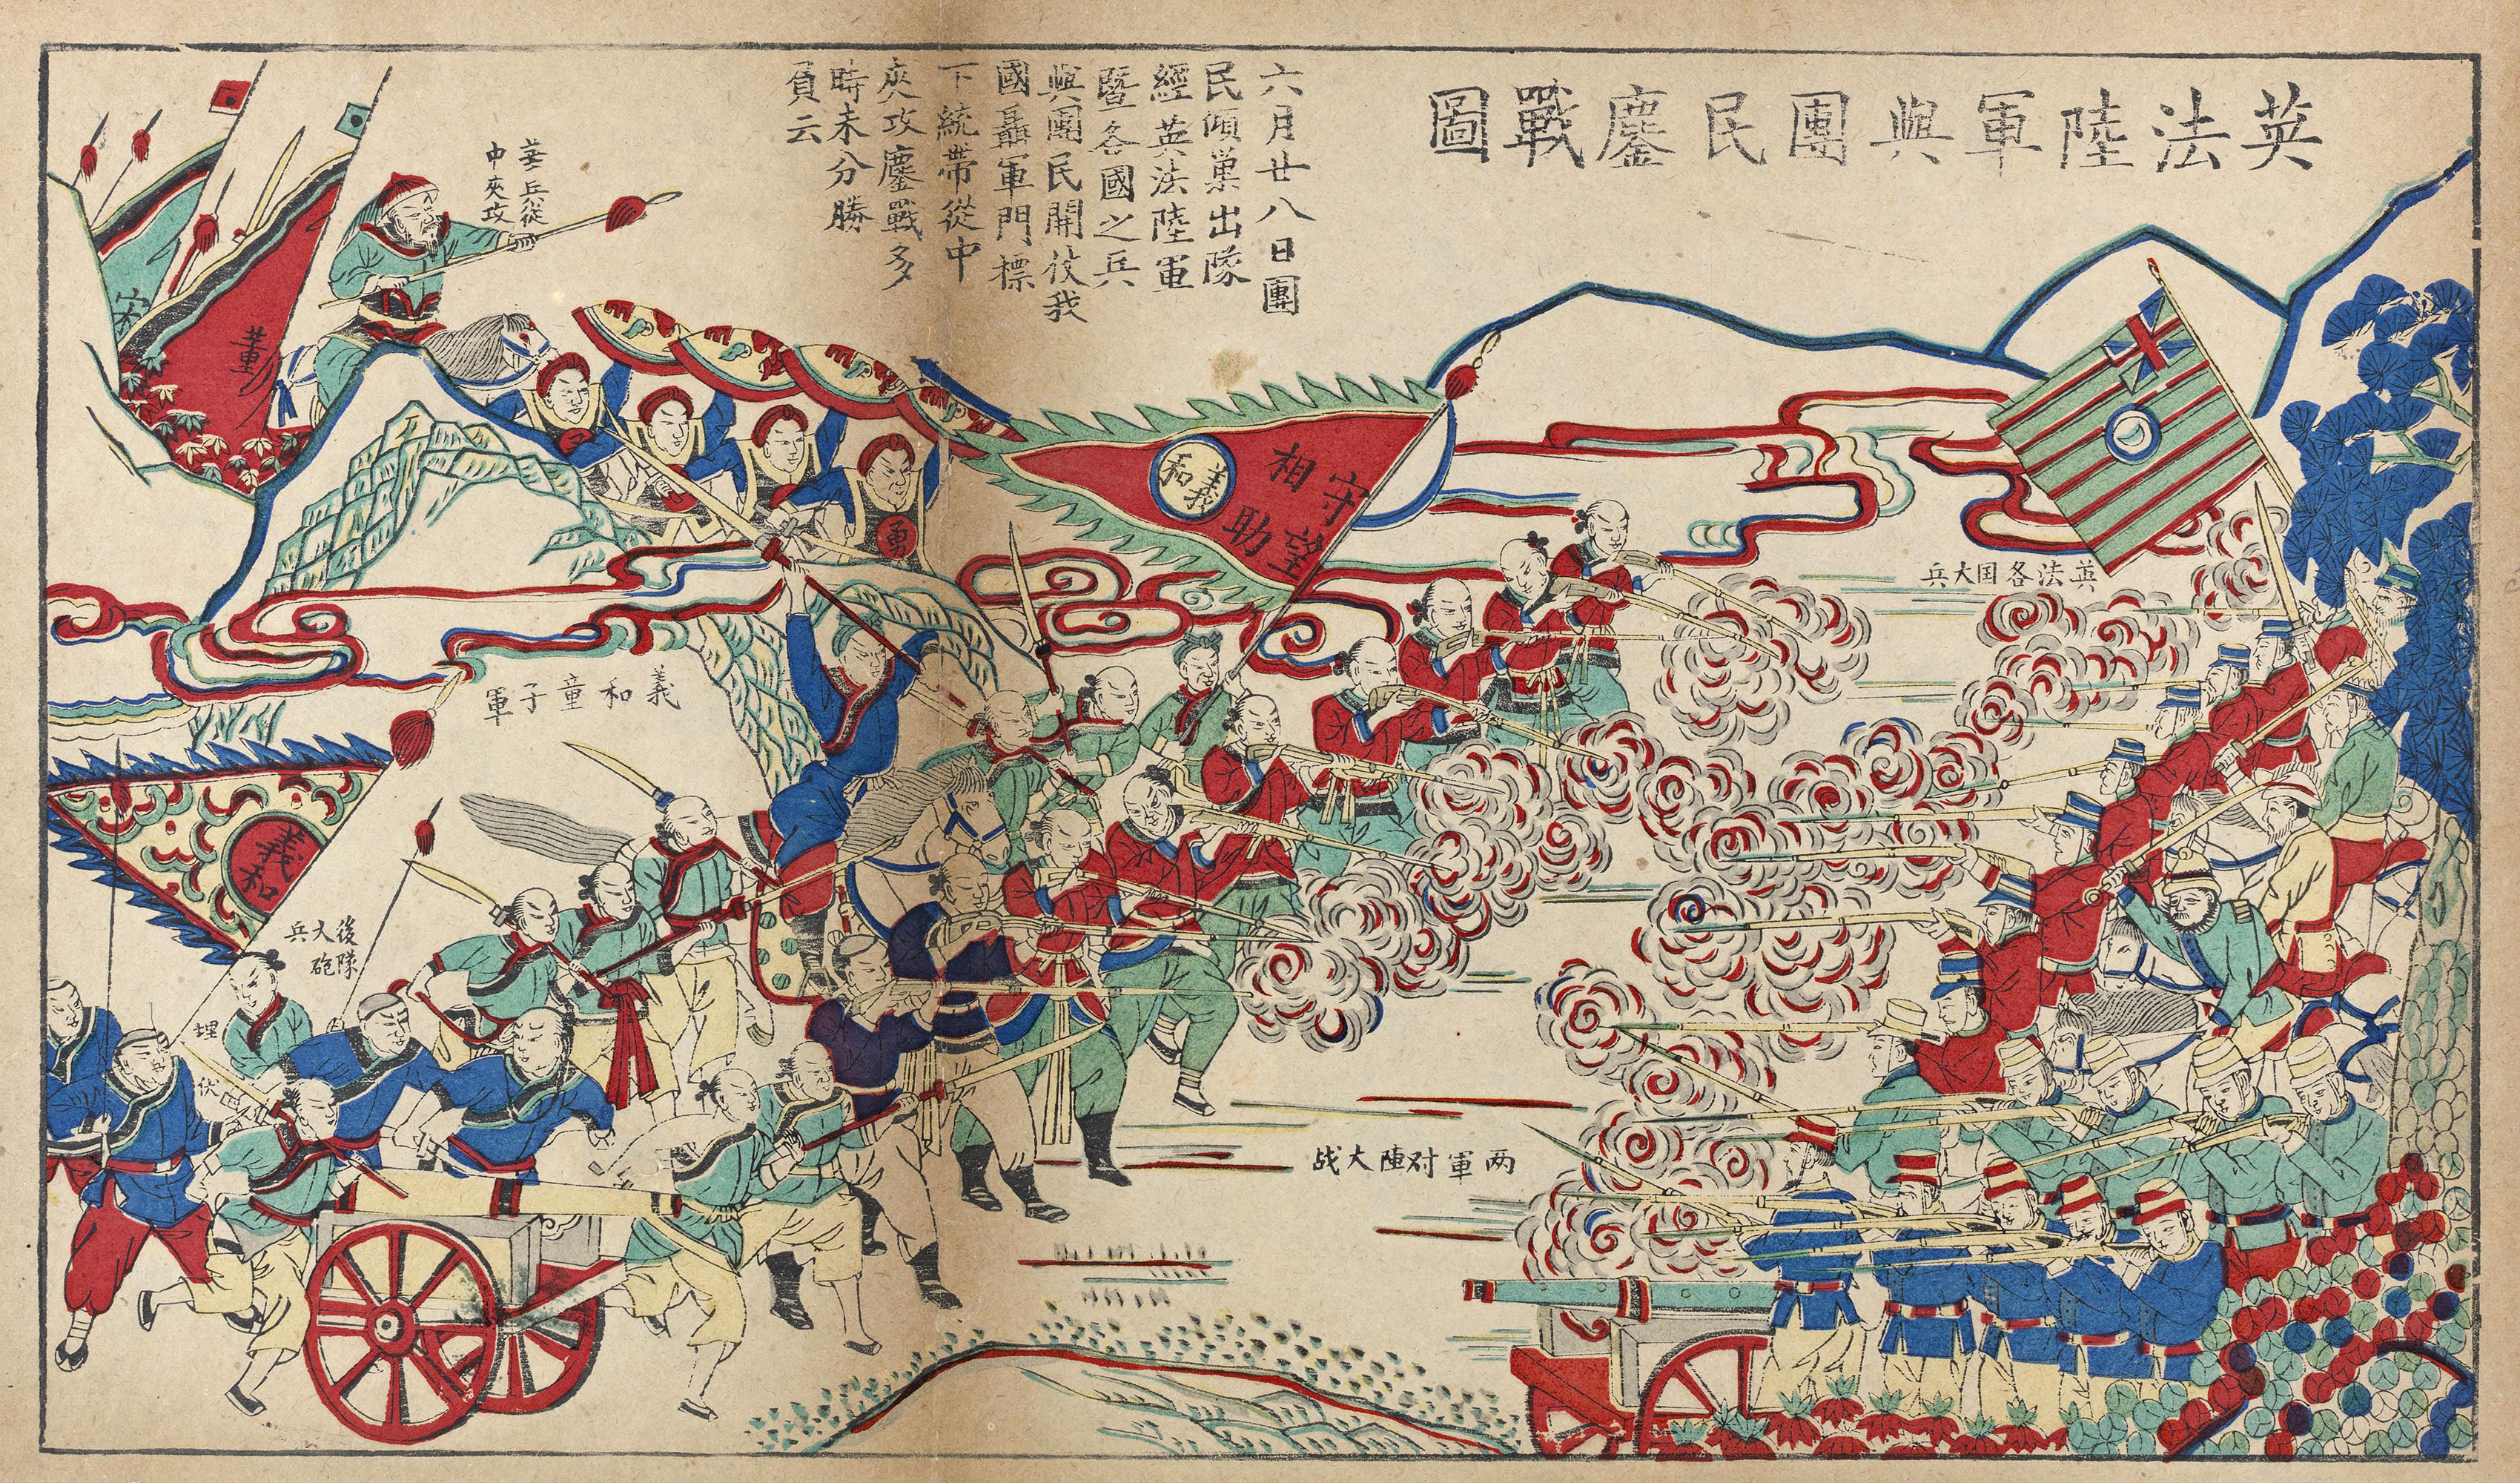 英法陸軍與團民鏖戰圖
六月廿八日團
民傾巢出隊
經英法陸軍
暨各國之兵
與團民開仗我
國聶軍門標
下統帶從中
夾攻鏖戰多
時未分勝
負云
兵從
中夾攻
宋
董
勇
守望
相助
義和
英法各国大兵
義和童子軍
義和
後隊
大砲
兵
埋
伏
两軍对陣大战